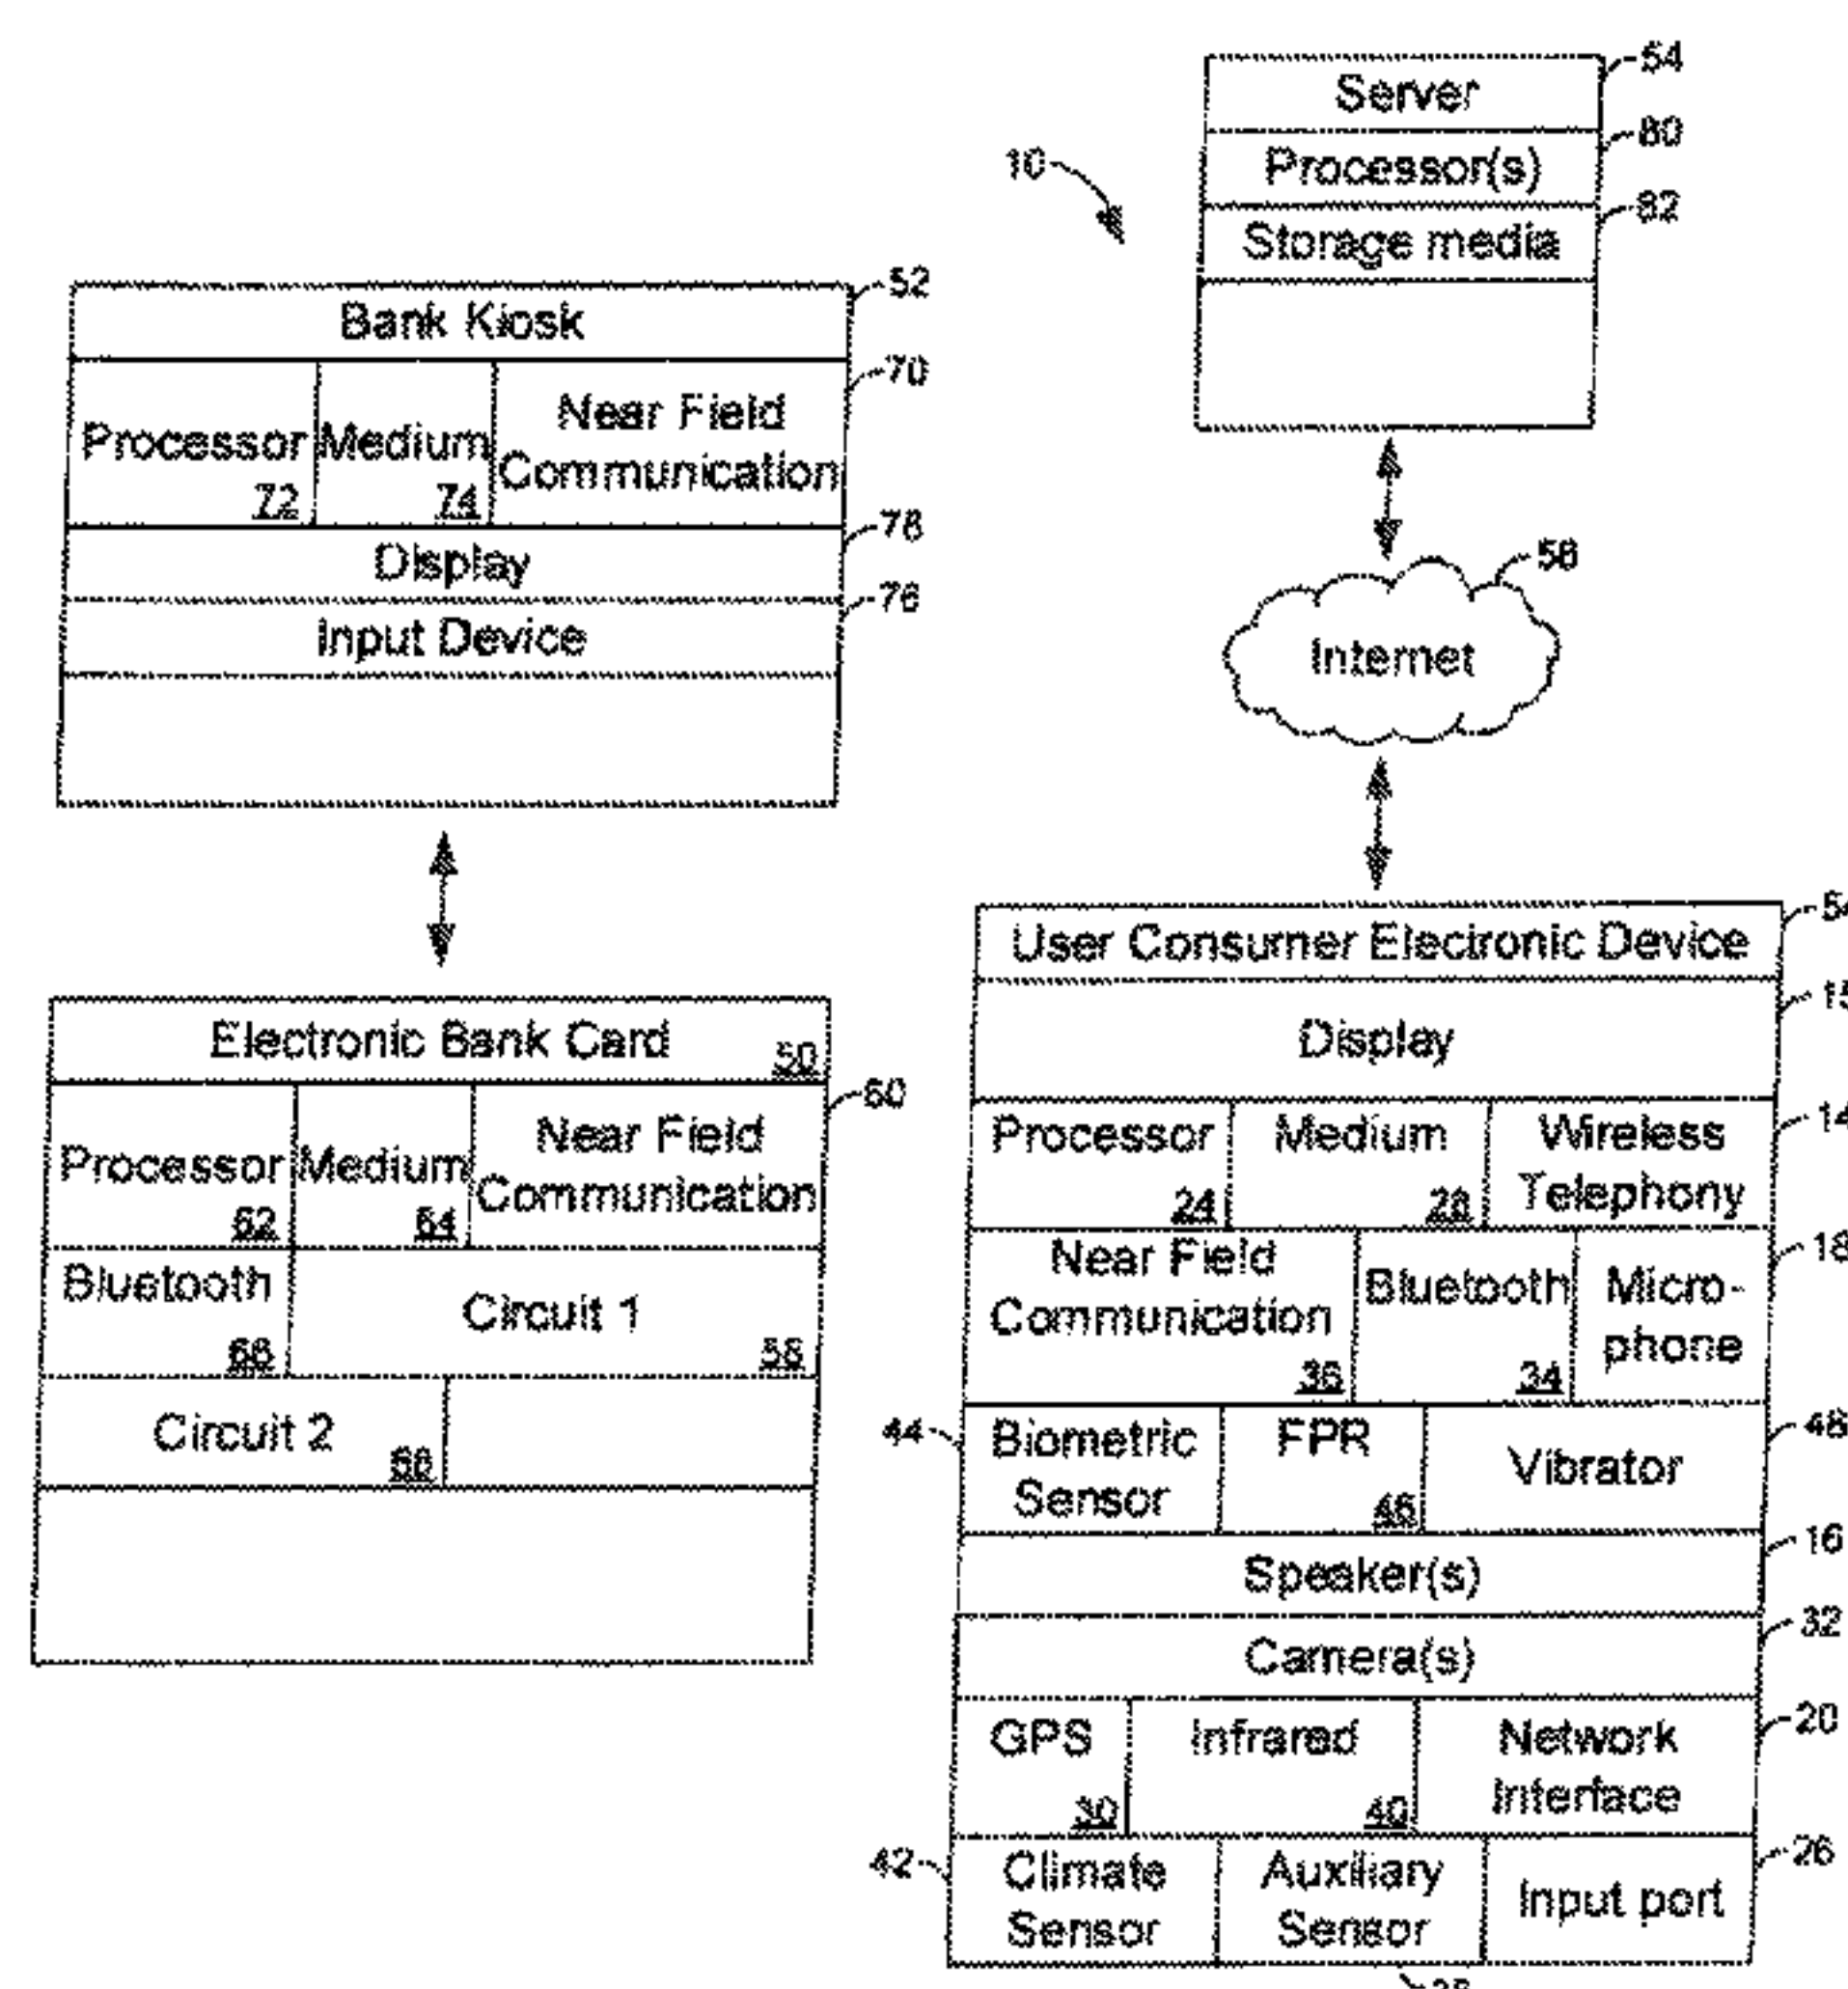 54
Server
80
10
Processor(s)
82
Storage media
52
Bank Kiosk
70
Near Field
Processor Medium
Communication
72 74
78
Display
76
Input Device
56
Internet
User Consumer Electronic Device
15
Display
Electronic Bank Card 50
60
Near Field
Processor Medium
Communication
62 64
Bluetooth
Circuit 1
66 58
Circuit 2
68
14
Processor Medium Wireless
Telephony
24 28
18
Near Field
Communication
Bluetooth Micro-
phone
36 34
44
48
Biometric FPR
Sensor
Vibrator
46
16
Speaker(s)
32
Camera(s)
20
GPS Infrared Network
Interface
30 40
42
26
Climate Auxiliary
Sensor Sensor
Input port